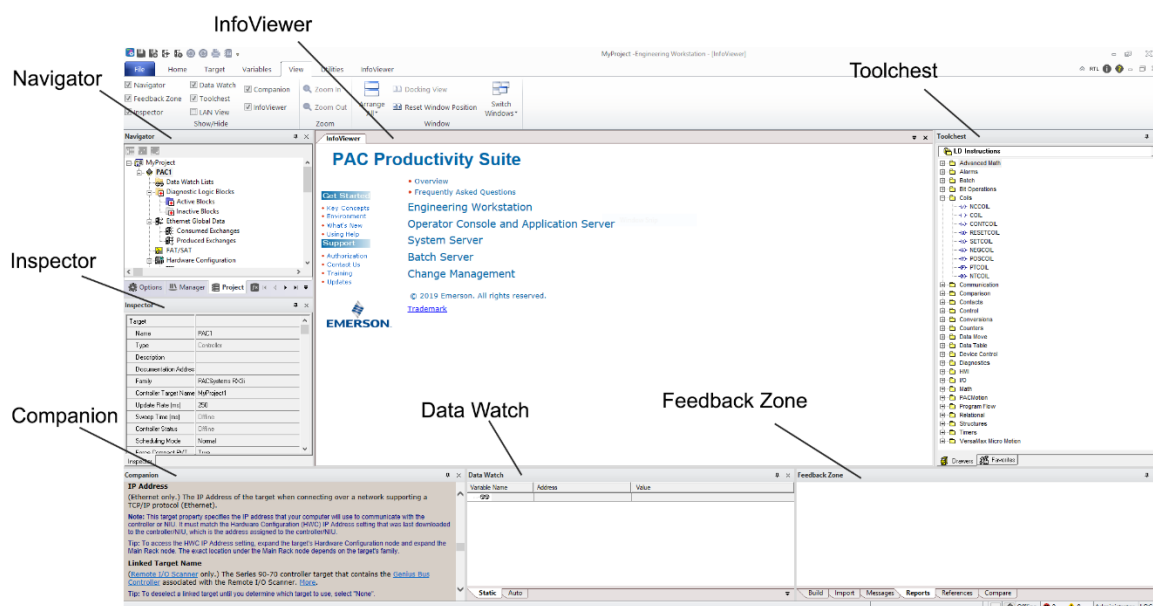 InfoViewer
Navigator
Toolchest
Inspector
Companion
Data Watch
Feedback Zone
MyProject -Engineering Workstation - [InfoViewer]
File Home Target Variables View Utilities InfoViewer
RTL
Navigator Data Watch Companion Zoom In Docking View
Feedback Zone Toolchest InfoViewer Zoom Out Arrange All Reset Window Position Switch Windows
Inspector LAN View
Show/Hide Zoom Window
Navigator
MyProject
PAC1
Data Watch Lists
Diagnostic Logic Blocks
Active Blocks
Inactive Blocks
Ethernet Global Data
Consumed Exchanges
Produced Exchanges
FAT/SAT
Hardware Configuration
Options Manager Project
Inspector
Target
Name PAC1
Type Controller
Description
Documentation Addres
Family PACSystems RX3i
Controller Target Name MyProject1
Update Rate (ms) 250
Sweep Time (ms) Offline
Controller Status Offline
Scheduling Mode Normal
True
Inspector
InfoViewer
PAC Productivity Suite
Get Started
Key Concepts
Environment
What's New
Using Help
Support
Authorization
Contact Us
Training
Updates
EMERSON
Overview
Frequently Asked Questions
Engineering Workstation
Operator Console and Application Server
System Server
Batch Server
Change Management
© 2019 Emerson. All rights reserved.
Trademark
Toolchest
LD Instructions
Advanced Math
Alarms
Batch
Bit Operations
Coils
NCCOIL
COIL
CONTCOIL
RESETCOIL
SETCOIL
NEGCOIL
POSCOIL
PTCOIL
NTCOIL
Communication
Comparison
Contacts
Control
Conversions
Counters
Data Move
Data Table
Device Control
Diagnostics
HMI
I/O
Math
PACMotion
Program Flow
Relational
Structures
Timers
VersaMax Micro Motion
Drawers Favorites
Companion
IP Address
(Ethernet only.) The IP Address of the target when connecting over a network supporting a
TCP/IP protocol (Ethernet).
Note: This target property specifies the IP address that your computer will use to communicate with the
controller or NIU. It must match the Hardware Configuration (HWC) IP Address setting that was last downloaded
to the controller/NIU, which is the address assigned to the controller/NIU.
Tip: To access the HWC IP Address setting, expand the target's Hardware Configuration node and expand the
Main Rack node. The exact location under the Main Rack node depends on the target's family.
Linked Target Name
(Remote I/O Scanner only.) The Series 90-70 controller target that contains the Genius Bus
Controller associated with the Remote I/O Scanner. More.
Tip: To deselect a linked target until you determine which target to use, select "None".
Data Watch
Variable Name Address Value
Static Auto
Feedback Zone
Build Import Messages Reports References Compare